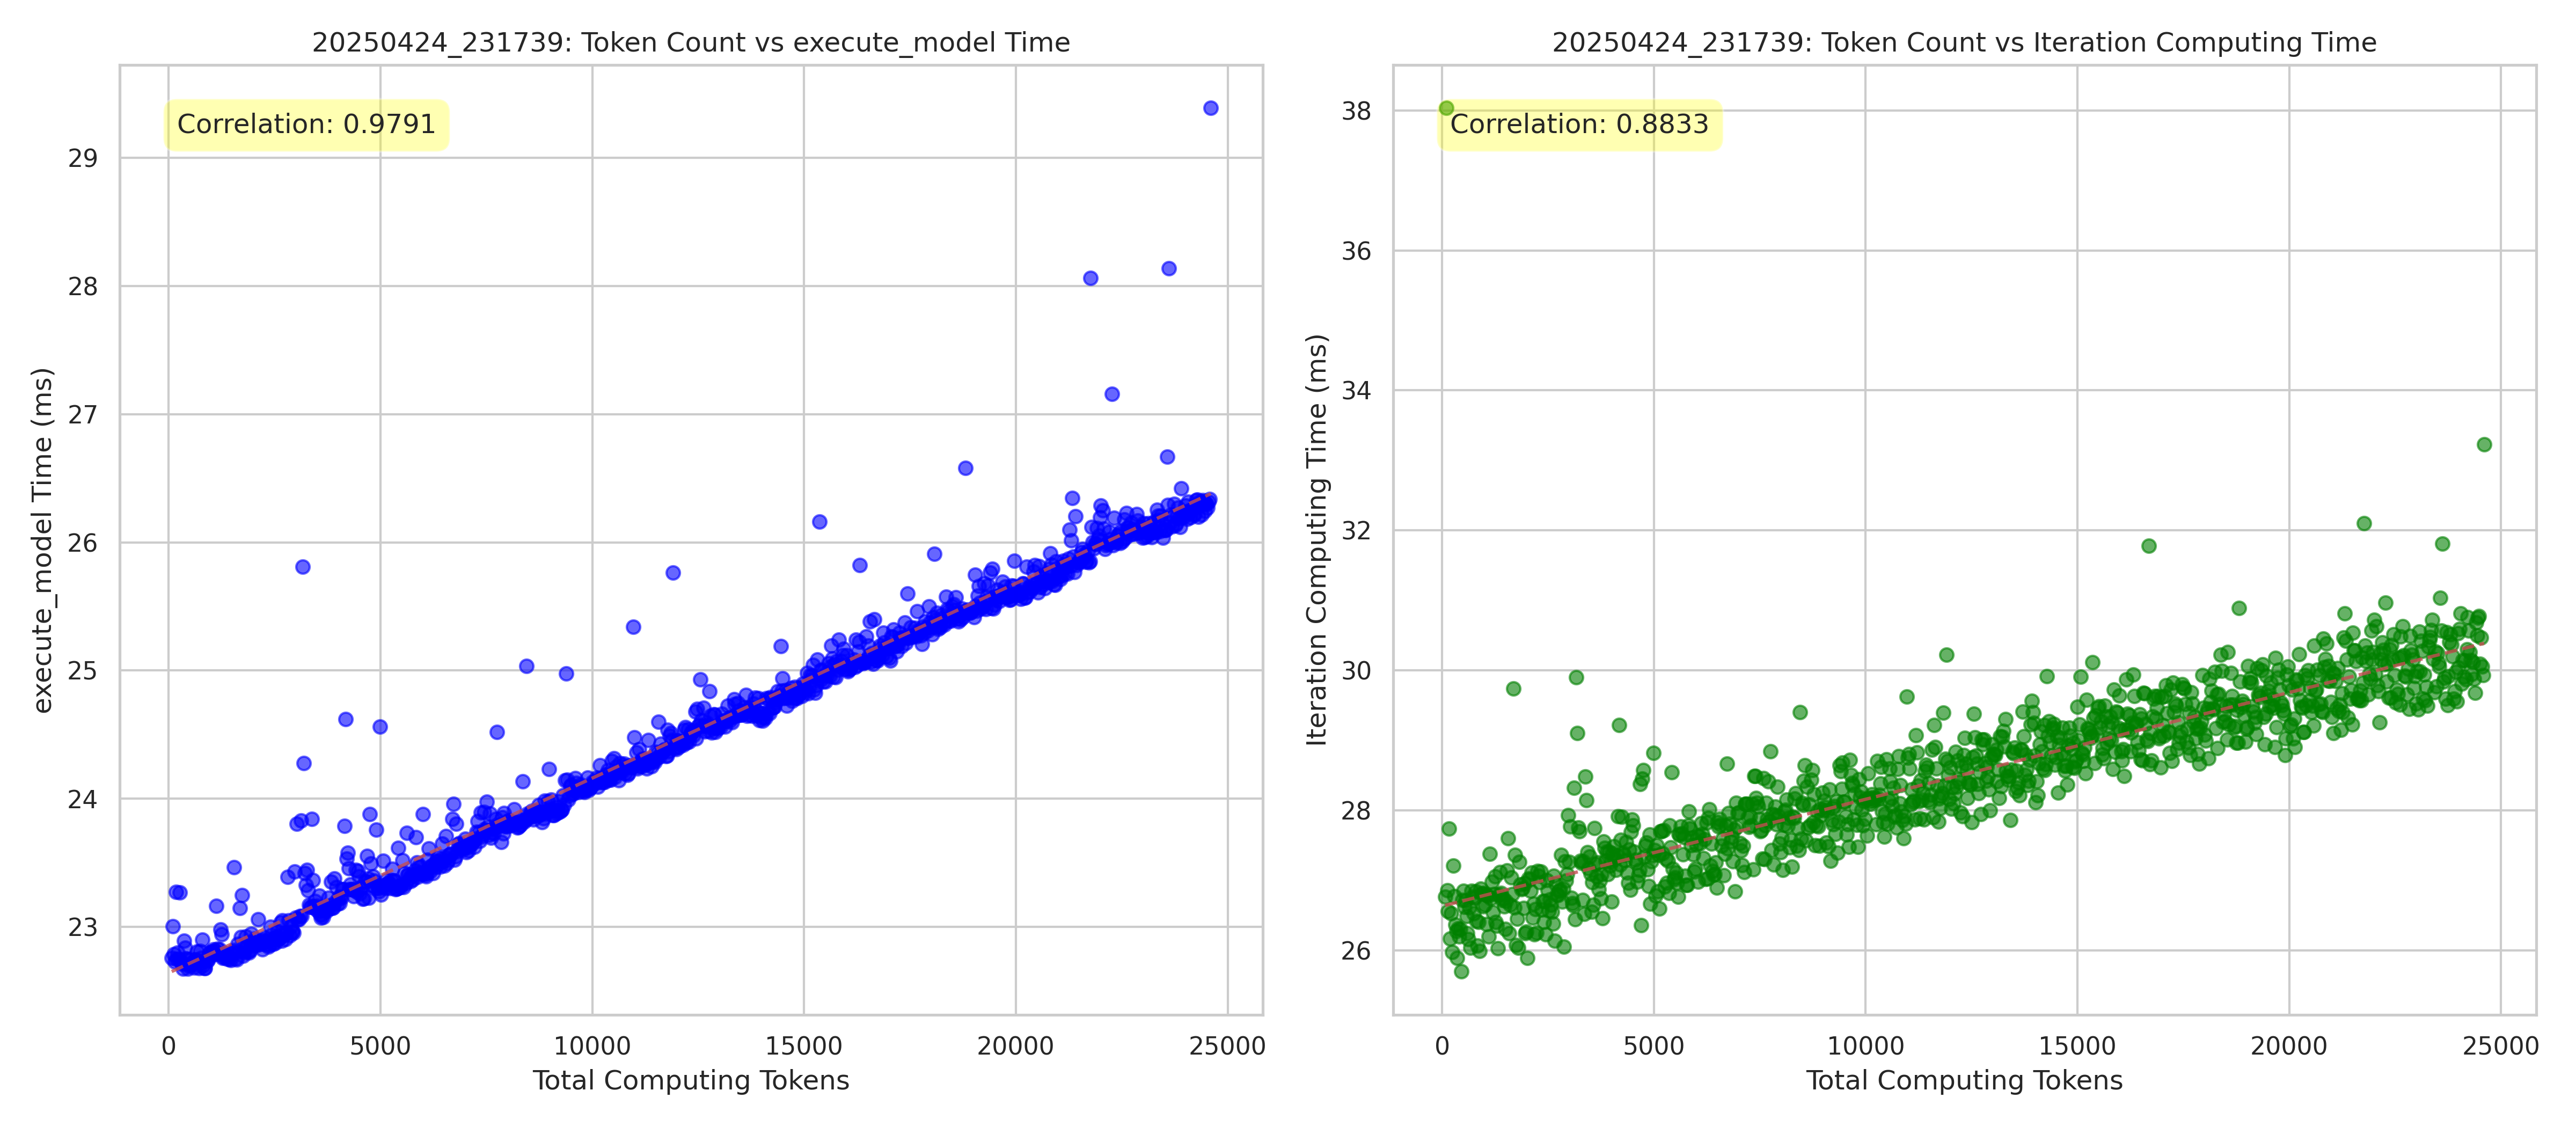 20250424_231739: Token Count vs execute_model Time
Correlation: 0.9791
execute_model Time (ms)
29
28
27
26
25
24
23
0 5000 10000 15000 20000 25000
Total Computing Tokens
20250424_231739: Token Count vs Iteration Computing Time
Correlation: 0.8833
Iteration Computing Time (ms)
38
36
34
32
30
28
26
0 5000 10000 15000 20000 25000
Total Computing Tokens